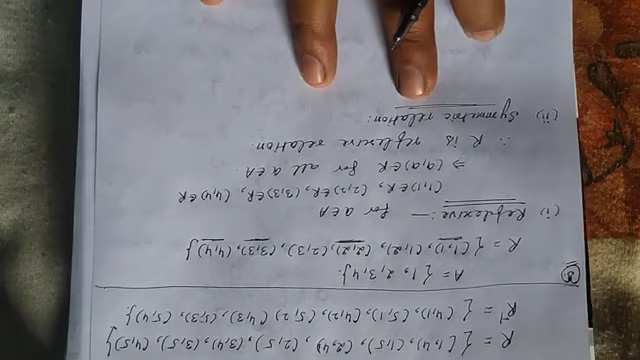 R = { (1,4), (1,5), (2,4), (2,5), (3,4), (3,5), (4,5)}
R⁻¹ = { (4,1), (5,1), (4,2), (5,2) (4,3), (5,3), (5,4)}
8. A = {1, 2, 3, 4}.
R = { (1,1), (1,2), (2,2), (2,3), (3,3), (4,4)}
(i) Reflexive: — for a∈A
(1,1)∈R, (2,2)∈R, (3,3)∈R, (4,4)∈R
⇒ (a,a)∈R for all a∈A.
∴ R is reflexive relation.
(ii) Symmetric relation: